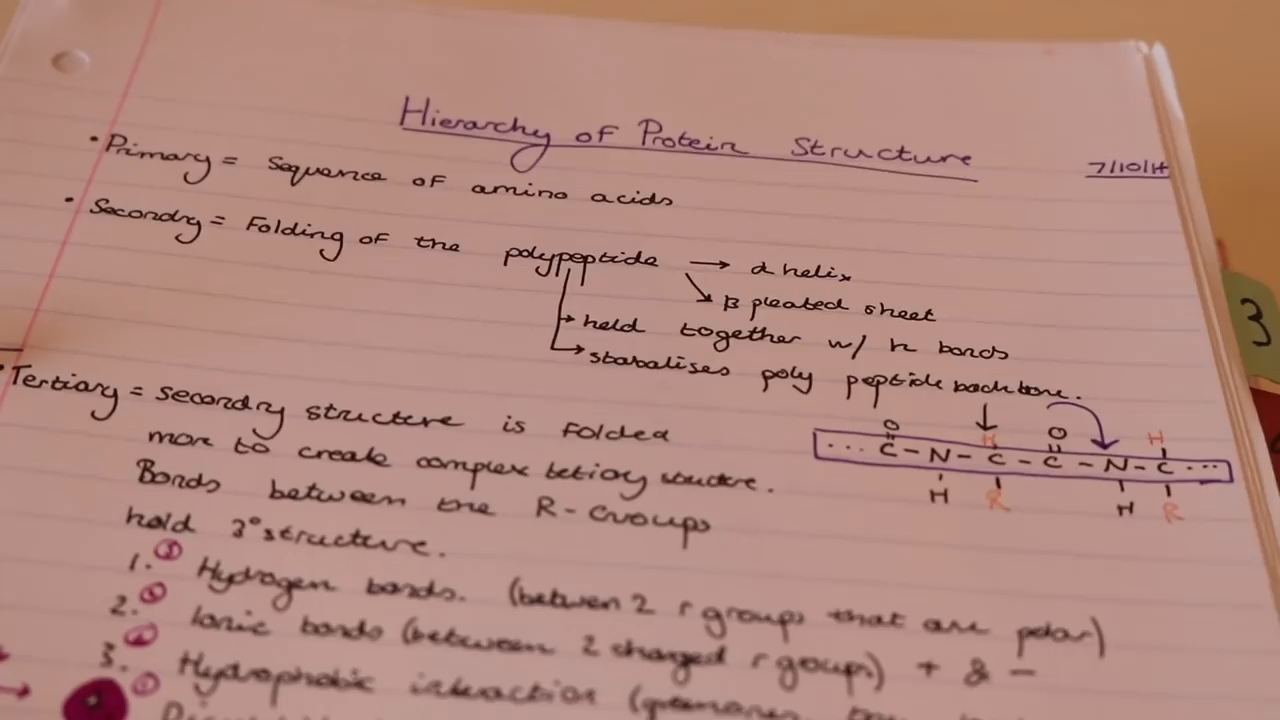 Hierarchy of Protein Structure
7/10/14
• Primary = Sequence of amino acids
• Secondry = Folding of the polypeptide → α helix
↘ β pleated sheet
→ held together w/ h bonds
→ stabalises poly peptide backbone.
• Tertiary = secondry structure is Folded
more to create complex
Bonds between the R-Groups
hold 3° structure.
... C - N - C - C - N - C ...
O H O H
H R H R
1. Hydrogen bonds. (between 2 r groups that are polar)
2. Ionic bonds (between 2 charged r groups) + & -
3. Hydrophobic interaction
3